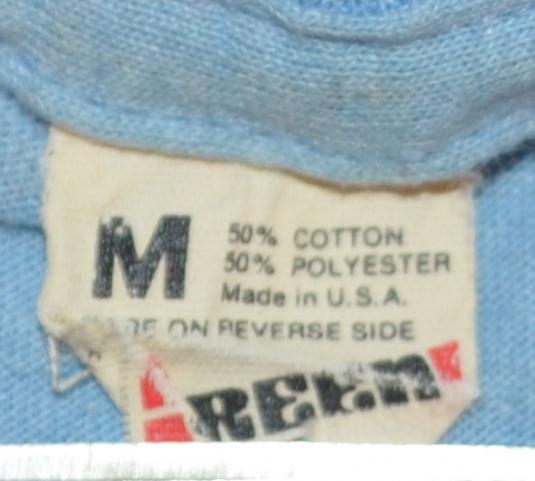 M
50% COTTON
50% POLYESTER
Made in U.S.A.
ON REVERSE SIDE